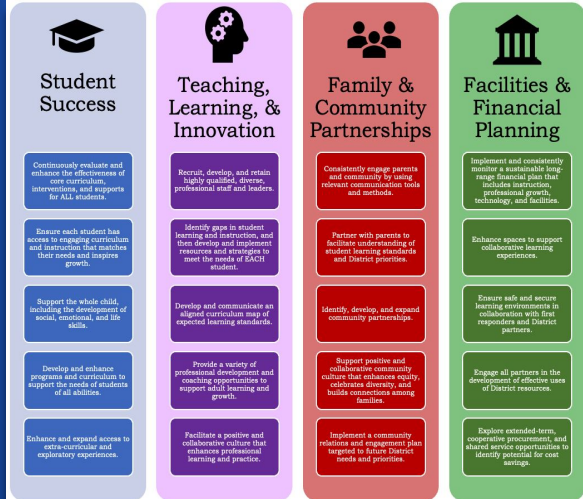 Student
Success
Continuously evaluate and
enhance the effectiveness of
core curriculum,
interventions, and supports
for ALL students.
Ensure each student has
access to engaging curriculum
and instruction that matches
their needs and inspires
growth.
Support the whole child,
including the development of
social, emotional, and life
skills.
Develop and enhance
programs and curriculum to
support the needs of students
of all abilities.
Enhance and expand access to
extra-curricular and
exploratory experiences.
Teaching,
Learning, &
Innovation
Recruit, develop, and retain
highly qualified, diverse,
professional staff and leaders.
Identify gaps in student
learning and instruction, and
then develop and implement
resources and strategies to
meet the needs of EACH
student.
Develop and communicate an
aligned curriculum map of
expected learning standards.
Provide a variety of
professional development and
coaching opportunities to
support adult learning and
growth.
Facilitate a positive and
collaborative culture that
enhances professional
learning and practice.
Family &
Community
Partnerships
Consistently engage parents
and community by using
relevant communication tools
and methods.
Partner with parents to
facilitate understanding of
student learning standards
and District priorities.
Identify, develop, and expand
community partnerships.
Support positive and
collaborative community
culture that enhances equity,
celebrates diversity, and
builds connections among
families.
Implement a community
relations and engagement plan
targeted to future District
needs and priorities.
Facilities &
Financial
Planning
Implement and consistently
monitor a sustainable long-
range financial plan that
includes instruction,
professional growth,
technology, and facilities.
Enhance spaces to support
collaborative learning
experiences.
Ensure safe and secure
learning environments in
collaboration with first
responders and District
partners.
Engage all partners in the
development of effective uses
of District resources.
Explore extended-term,
cooperative procurement, and
shared service opportunities to
identify potential for cost
savings.